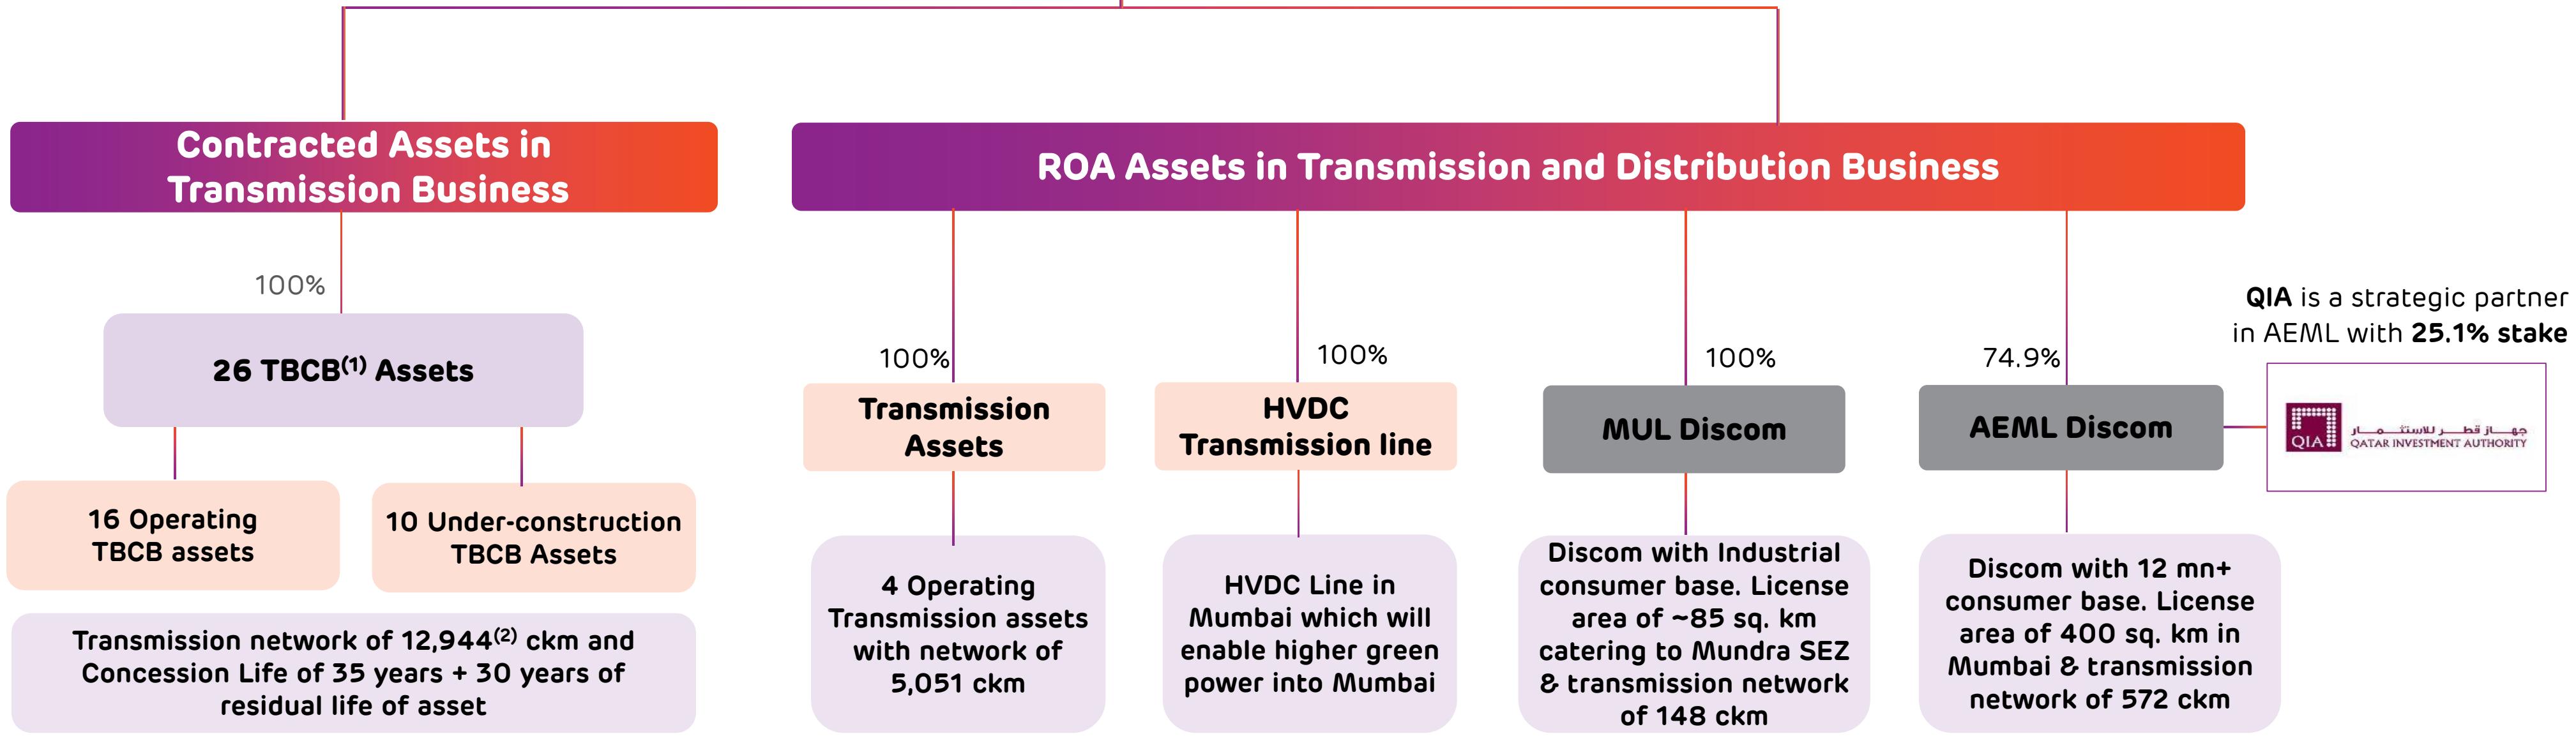 Contracted Assets in
Transmission Business
ROA Assets in Transmission and Distribution Business
100%
26 TBCB(1) Assets
16 Operating
TBCB assets
10 Under-construction
TBCB Assets
Transmission network of 12,944(2) ckm and
Concession Life of 35 years + 30 years of
residual life of asset
100%
Transmission
Assets
4 Operating
Transmission assets
with network of
5,051 ckm
100%
HVDC
Transmission line
HVDC Line in
Mumbai which will
enable higher green
power into Mumbai
100%
MUL Discom
Discom with Industrial
consumer base. License
area of ~85 sq. km
catering to Mundra SEZ
& transmission network
of 148 ckm
74.9%
AEML Discom
Discom with 12 mn+
consumer base. License
area of 400 sq. km in
Mumbai & transmission
network of 572 ckm
QIA is a strategic partner
in AEML with 25.1% stake
QIA
جهاز قطر للاستثمار
QATAR INVESTMENT AUTHORITY